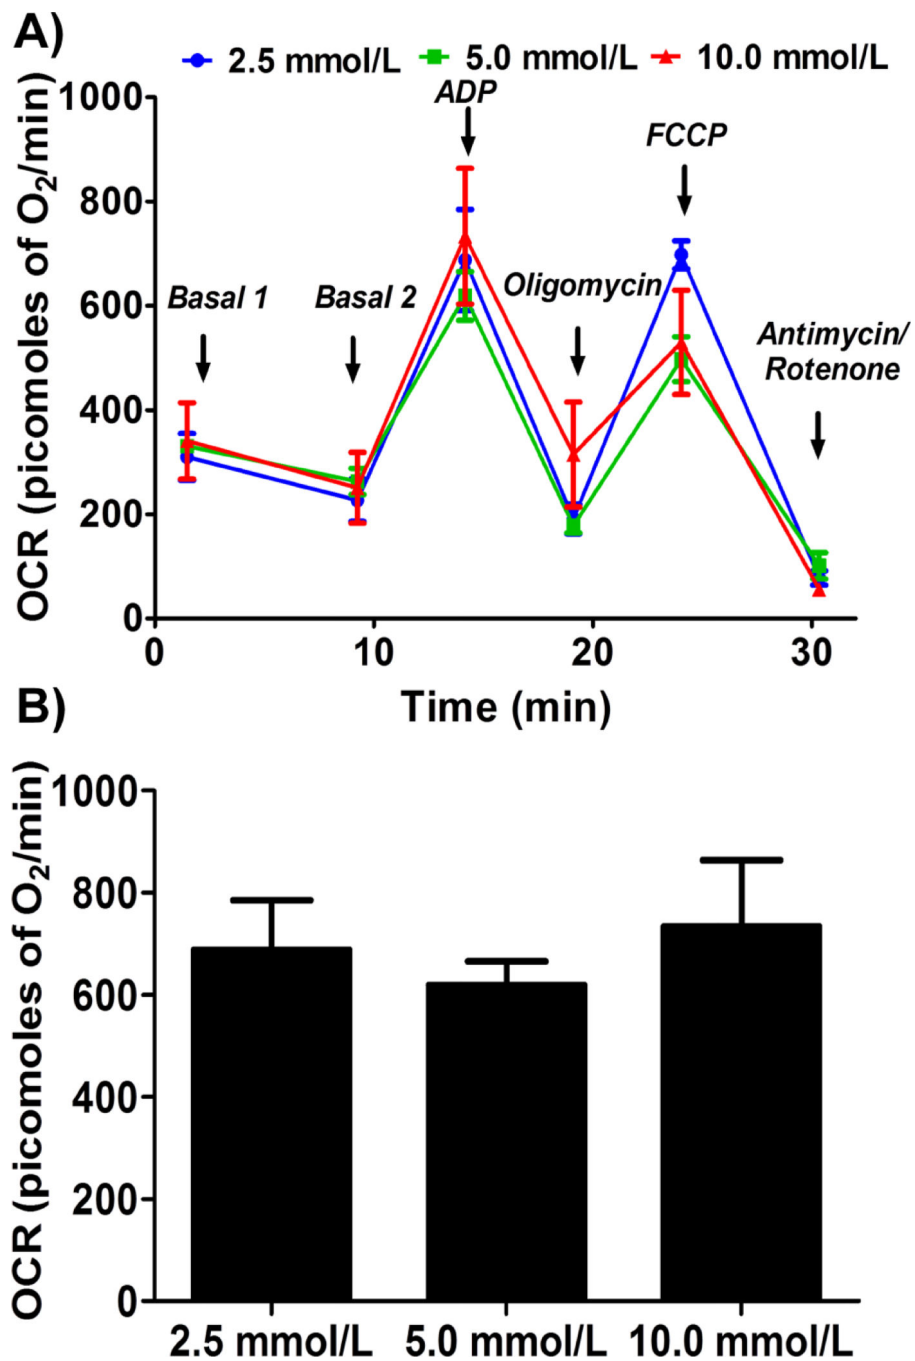 A)
2.5 mmol/L 5.0 mmol/L 10.0 mmol/L
OCR (picomoles of O₂/min)
1000
800
600
400
200
0
ADP
FCCP
Basal 1
Basal 2
Oligomycin
Antimycin/
Rotenone
0 10 20 30
Time (min)
B)
OCR (picomoles of O₂/min)
1000
800
600
400
200
0
2.5 mmol/L 5.0 mmol/L 10.0 mmol/L